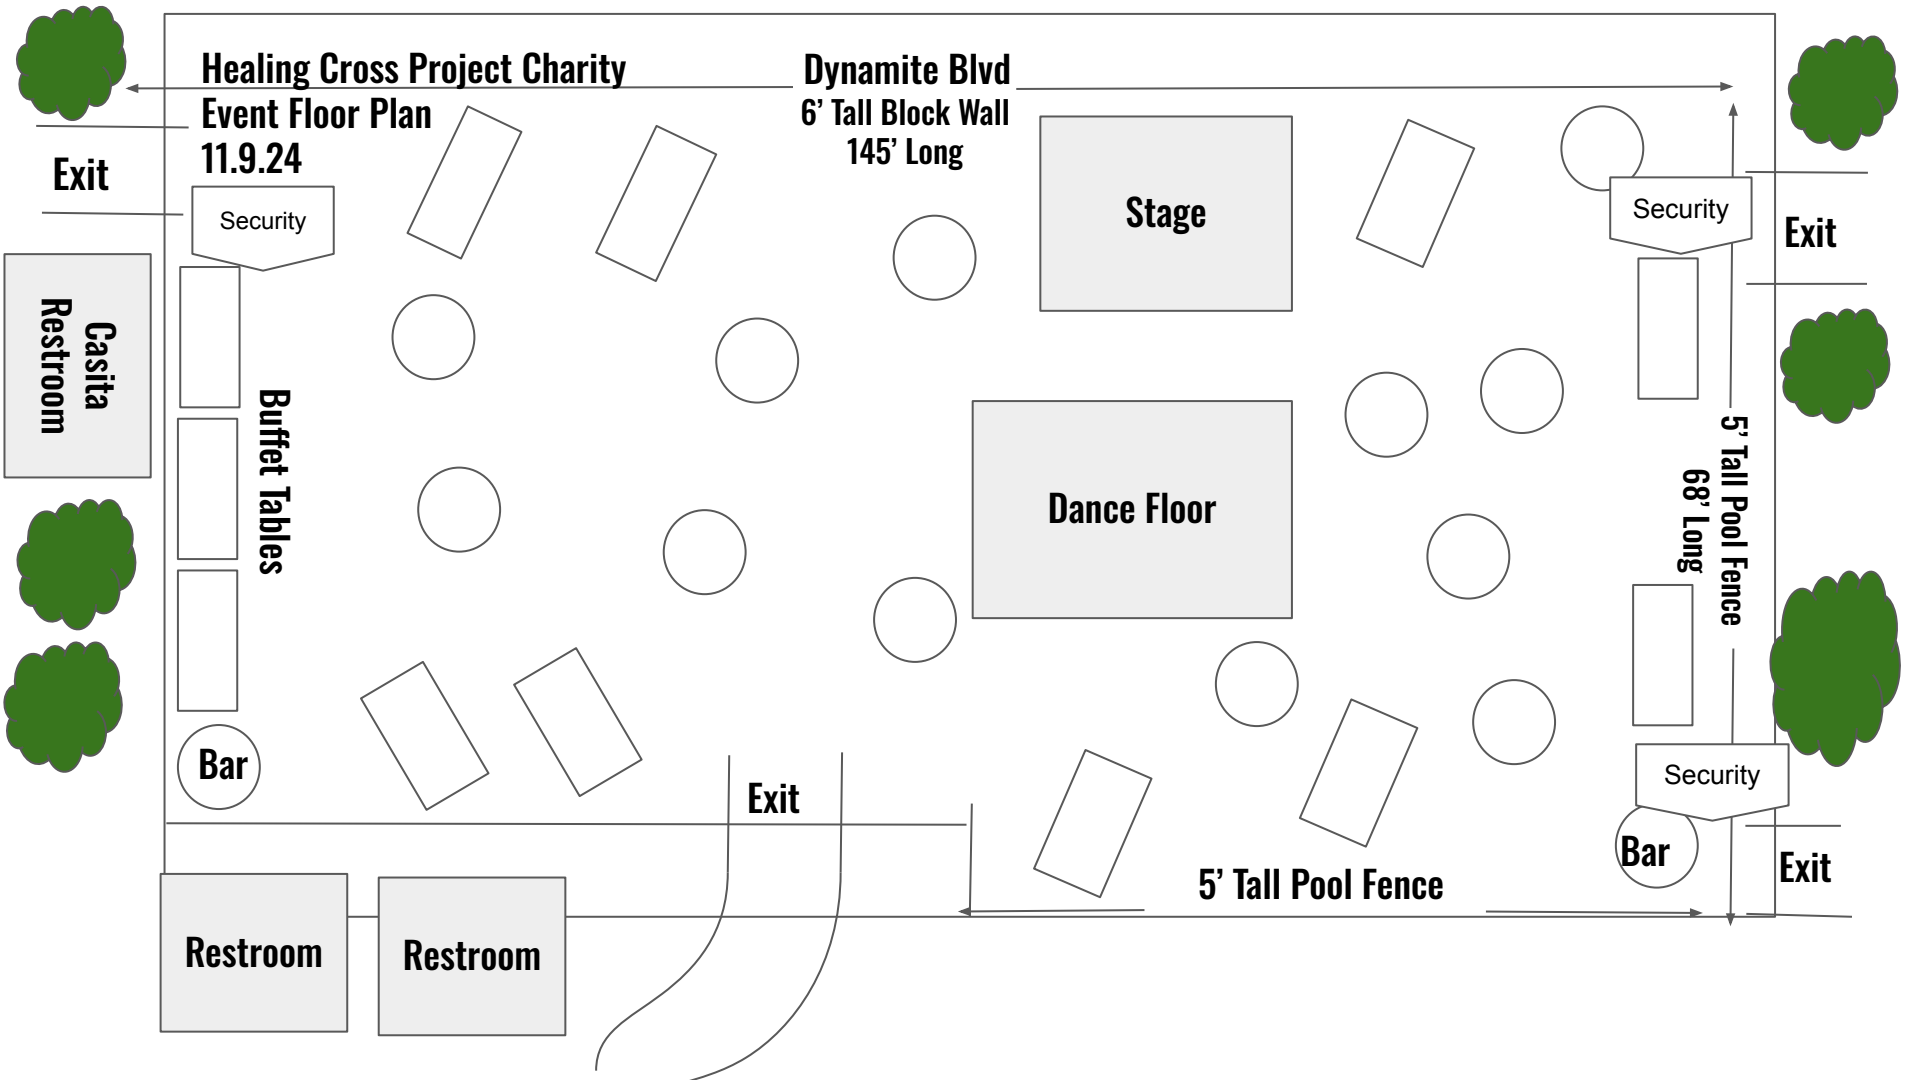 Healing Cross Project Charity
Event Floor Plan
11.9.24
Dynamite Blvd
6’ Tall Block Wall
145’ Long
Exit
Security
Stage
Security
Exit
Casita
Restroom
Buffet Tables
Dance Floor
5’ Tall Pool Fence
68’ Long
Bar
Exit
Security
Bar
Exit
5’ Tall Pool Fence
Restroom
Restroom